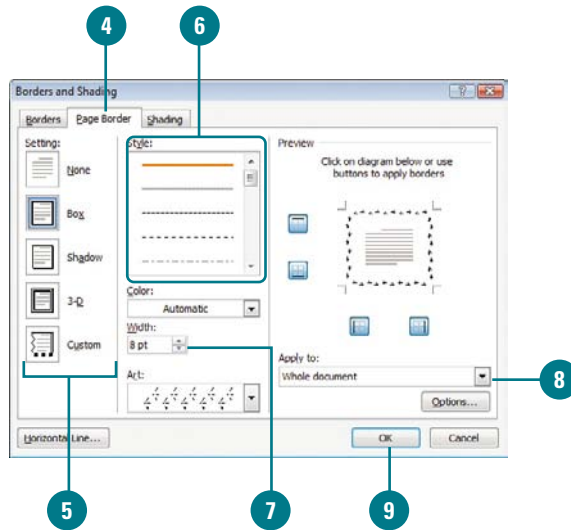 4
6
Borders and Shading
Borders
Page Border
Shading
Setting:
None
Box
Shadow
3-D
Custom
Style:
Color:
Automatic
Width:
8 pt
Art:
Preview
Click on diagram below or use
buttons to apply borders
Apply to:
Whole document
Options...
Horizontal Line...
OK
Cancel
8
5
7
9